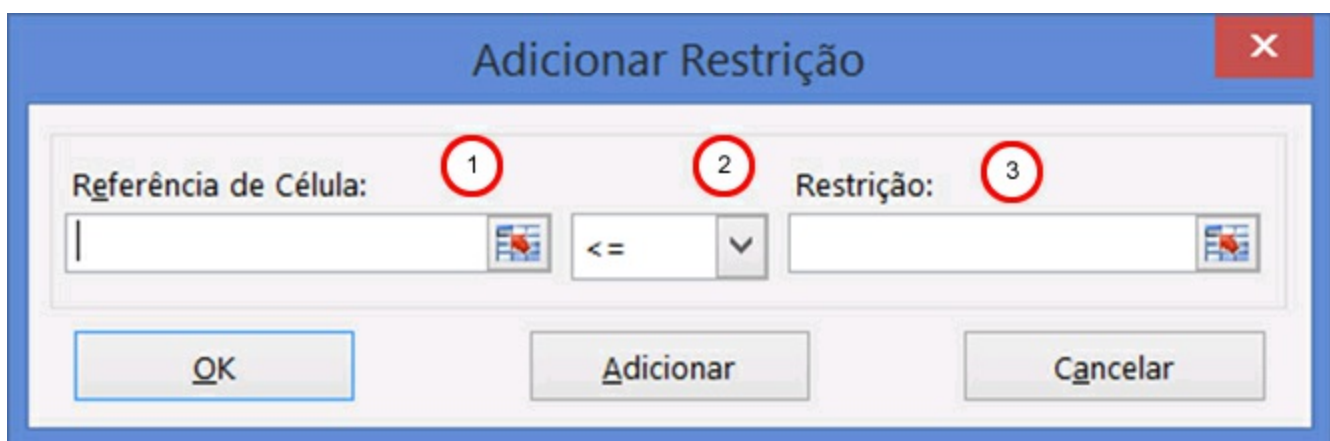 Adicionar Restrição
1
2
3
Referência de Célula:
Restrição:
<=
OK
Adicionar
Cancelar